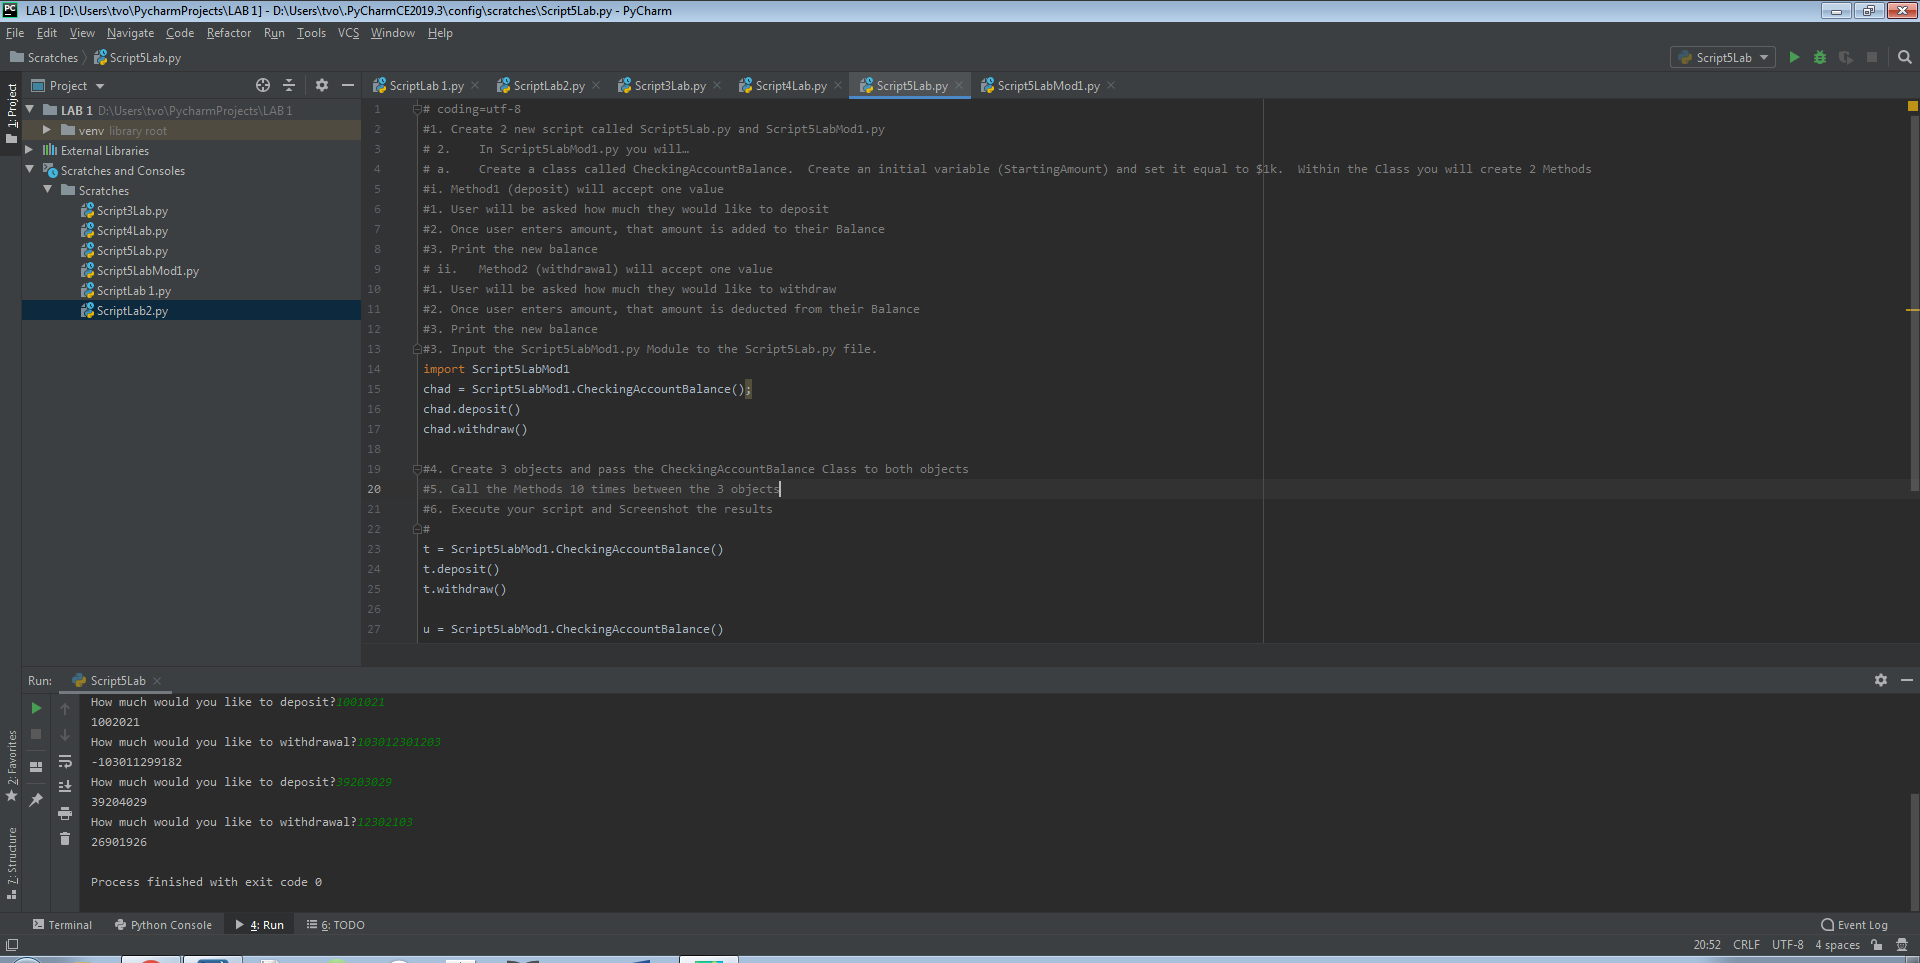 PC LAB 1 [D:\Users\tvo\PycharmProjects\LAB 1] - D:\Users\tvo\.PyCharmCE2019.3\config\scratches\Script5Lab.py - PyCharm
File Edit View Navigate Code Refactor Run Tools VCS Window Help
Scratches Script5Lab.py
Script5Lab
1: Project
Project
ScriptLab 1.py ScriptLab2.py Script3Lab.py Script4Lab.py Script5Lab.py Script5LabMod1.py
LAB 1 D:\Users\tvo\PycharmProjects\LAB 1
venv library root
External Libraries
Scratches and Consoles
Scratches
Script3Lab.py
Script4Lab.py
Script5Lab.py
Script5LabMod1.py
ScriptLab 1.py
ScriptLab2.py
1 # coding=utf-8
2 #1. Create 2 new script called Script5Lab.py and Script5LabMod1.py
3 # 2.    In Script5LabMod1.py you will…
4 # a.    Create a class called CheckingAccountBalance.  Create an initial variable (StartingAmount) and set it equal to $1k.  Within the Class you will create 2 Methods
5 #i. Method1 (deposit) will accept one value
6 #1. User will be asked how much they would like to deposit
7 #2. Once user enters amount, that amount is added to their Balance
8 #3. Print the new balance
9 # ii.   Method2 (withdrawal) will accept one value
10 #1. User will be asked how much they would like to withdraw
11 #2. Once user enters amount, that amount is deducted from their Balance
12 #3. Print the new balance
13 #3. Input the Script5LabMod1.py Module to the Script5Lab.py file.
14 import Script5LabMod1
15 chad = Script5LabMod1.CheckingAccountBalance();
16 chad.deposit()
17 chad.withdraw()
18
19 #4. Create 3 objects and pass the CheckingAccountBalance Class to both objects
20 #5. Call the Methods 10 times between the 3 objects
21 #6. Execute your script and Screenshot the results
22 #
23 t = Script5LabMod1.CheckingAccountBalance()
24 t.deposit()
25 t.withdraw()
26
27 u = Script5LabMod1.CheckingAccountBalance()
Run: Script5Lab
How much would you like to deposit?1001021
1002021
How much would you like to withdrawal?103012301203
-103011299182
How much would you like to deposit?39203029
39204029
How much would you like to withdrawal?12302103
26901926
Process finished with exit code 0
2: Favorites
7: Structure
Terminal Python Console 4: Run 6: TODO Event Log
20:52 CRLF UTF-8 4 spaces